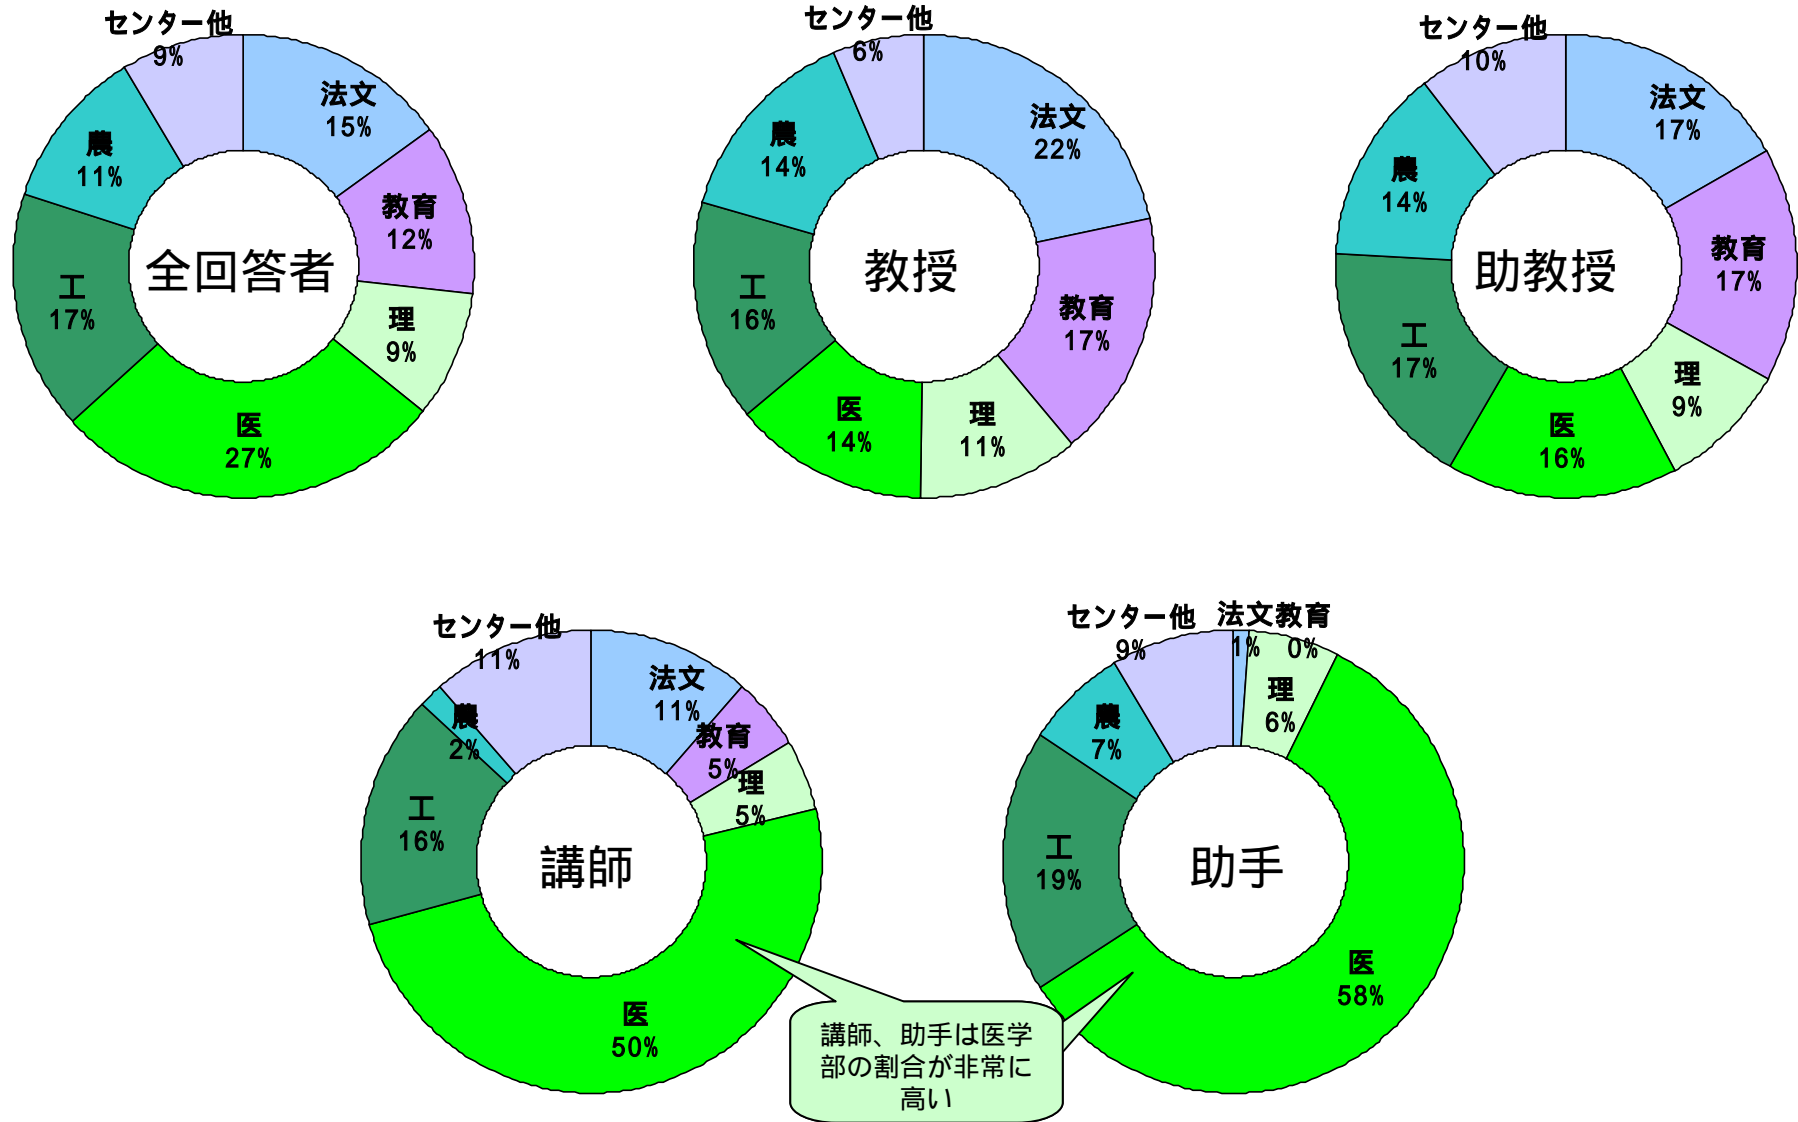 センター他
9%
法文
15%
教育
12%
理
9%
医
27%
工
17%
農
11%
全回答者
センター他
6%
法文
22%
教育
17%
理
11%
医
14%
工
16%
農
14%
教授
センター他
10%
法文
17%
教育
17%
理
9%
医
16%
工
17%
農
14%
助教授
センター他
11%
法文
11%
教育
5%
理
5%
医
50%
工
16%
農
2%
講師
センター他
9%
法文
1%
教育
0%
理
6%
医
58%
工
19%
農
7%
助手
講師、助手は医学
部の割合が非常に
高い